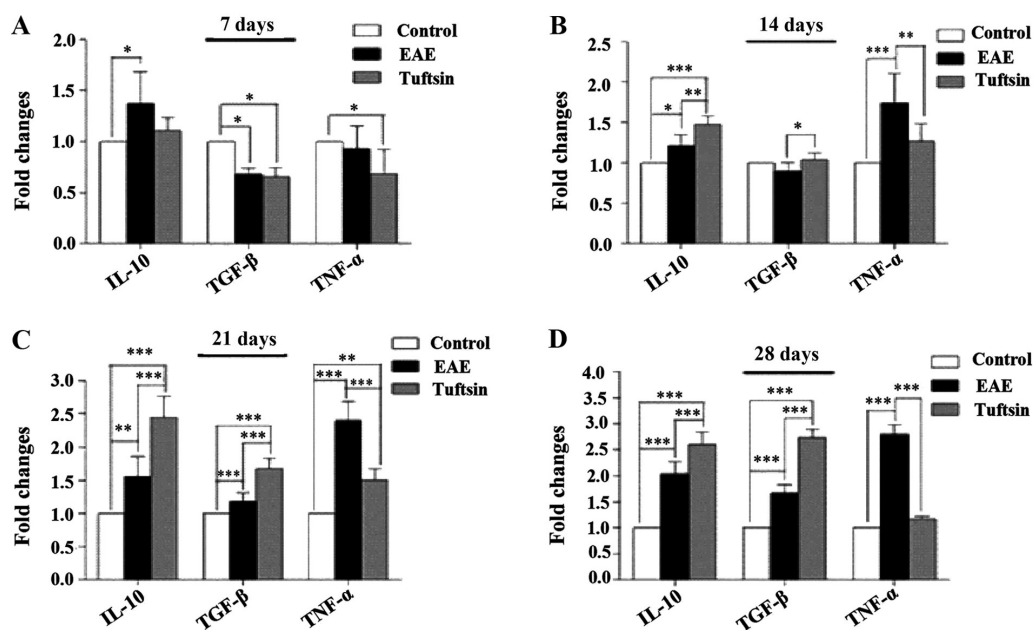 A
7 days
Control
EAE
Tuftsin
Fold changes
2.0
1.5
1.0
0.5
0.0
*
*
*
*
IL-10
TGF-β
TNF-α
B
14 days
Control
EAE
Tuftsin
Fold changes
2.5
2.0
1.5
1.0
0.5
0.0
***
*
**
*
***
**
IL-10
TGF-β
TNF-α
C
21 days
Control
EAE
Tuftsin
Fold changes
3.0
2.5
2.0
1.5
1.0
0.5
0.0
***
***
**
***
***
***
**
***
***
IL-10
TGF-β
TNF-α
D
28 days
Control
EAE
Tuftsin
Fold changes
4.0
3.0
2.5
2.0
1.5
1.0
0.5
0.0
***
***
***
***
***
***
***
***
IL-10
TGF-β
TNF-α